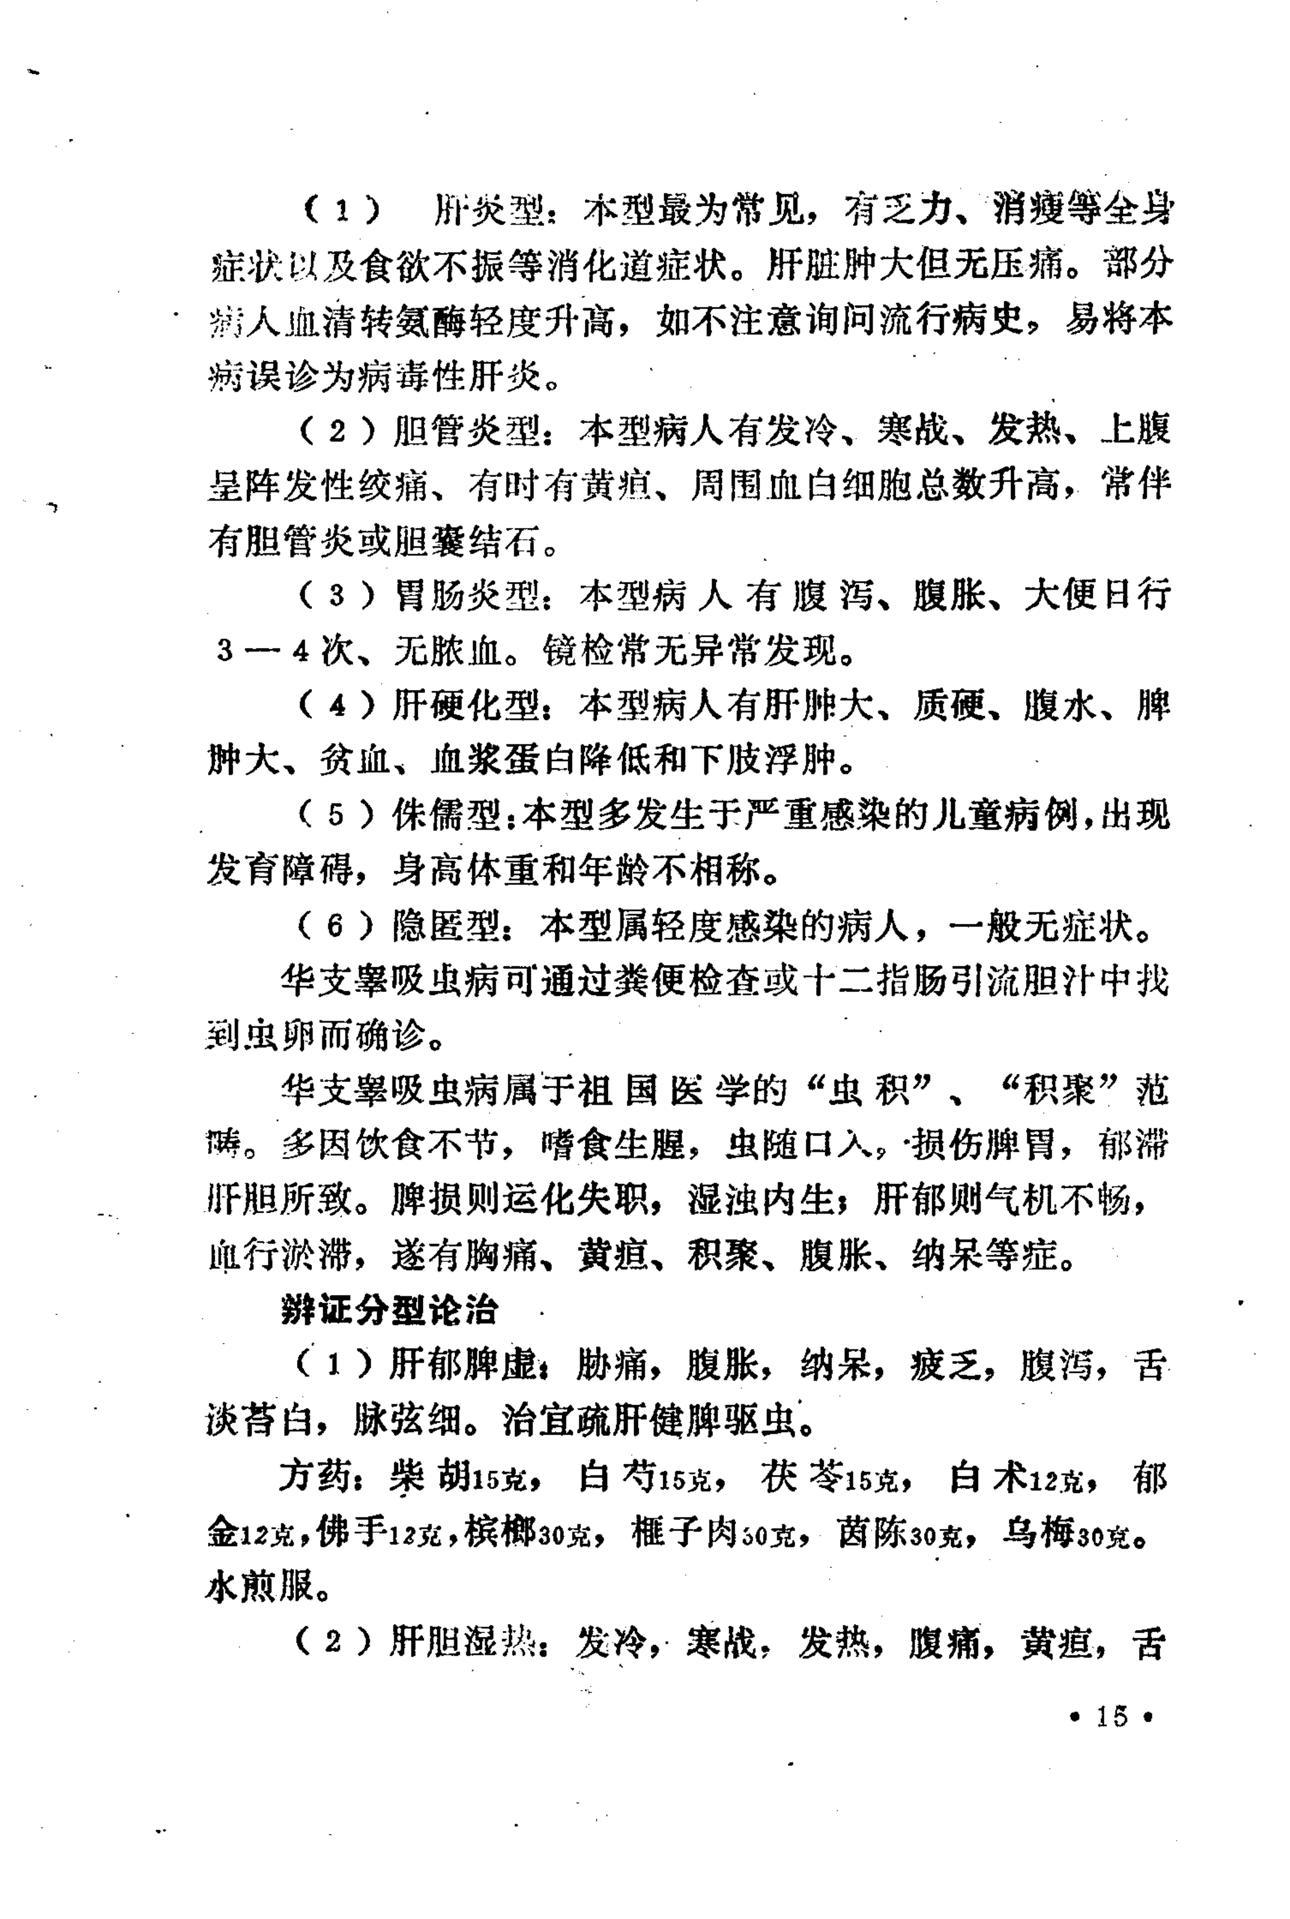 （1） 肝炎型：本型最为常见，有乏力、消瘦等全身
症状以及食欲不振等消化道症状。肝脏肿大但无压痛。部分
病人血清转氨酶轻度升高，如不注意询问流行病史，易将本
病误诊为病毒性肝炎。
（2）胆管炎型：本型病人有发冷、寒战、发热、上腹
呈阵发性绞痛、有时有黄疸、周围血白细胞总数升高，常伴
有胆管炎或胆囊结石。
（3）胃肠炎型：本型病人有腹泻、腹胀、大便日行
3—4次、无脓血。镜检常无异常发现。
（4）肝硬化型：本型病人有肝肿大、质硬、腹水、脾
肿大、贫血、血浆蛋白降低和下肢浮肿。
（5）侏儒型：本型多发生于严重感染的儿童病例，出现
发育障碍，身高体重和年龄不相称。
（6）隐匿型：本型属轻度感染的病人，一般无症状。
华支睾吸虫病可通过粪便检查或十二指肠引流胆汁中找
到虫卵而确诊。
华支睾吸虫病属于祖国医学的“虫积”、“积聚”范
畴。多因饮食不节，嗜食生腥，虫随口入，损伤脾胃，郁滞
肝胆所致。脾损则运化失职，湿浊内生；肝郁则气机不畅，
血行淤滞，遂有胸痛、黄疸、积聚、腹胀、纳呆等症。
辩证分型论治
（1）肝郁脾虚：胁痛，腹胀，纳呆，疲乏，腹泻，舌
淡苔白，脉弦细。治宜疏肝健脾驱虫。
方药：柴胡15克，白芍15克，茯苓15克，白术12克，郁
金12克，佛手12克，槟榔30克，榧子肉30克，茵陈30克，乌梅30克。
水煎服。
（2）肝胆湿热：发冷，寒战，发热，腹痛，黄疸，舌
•15•